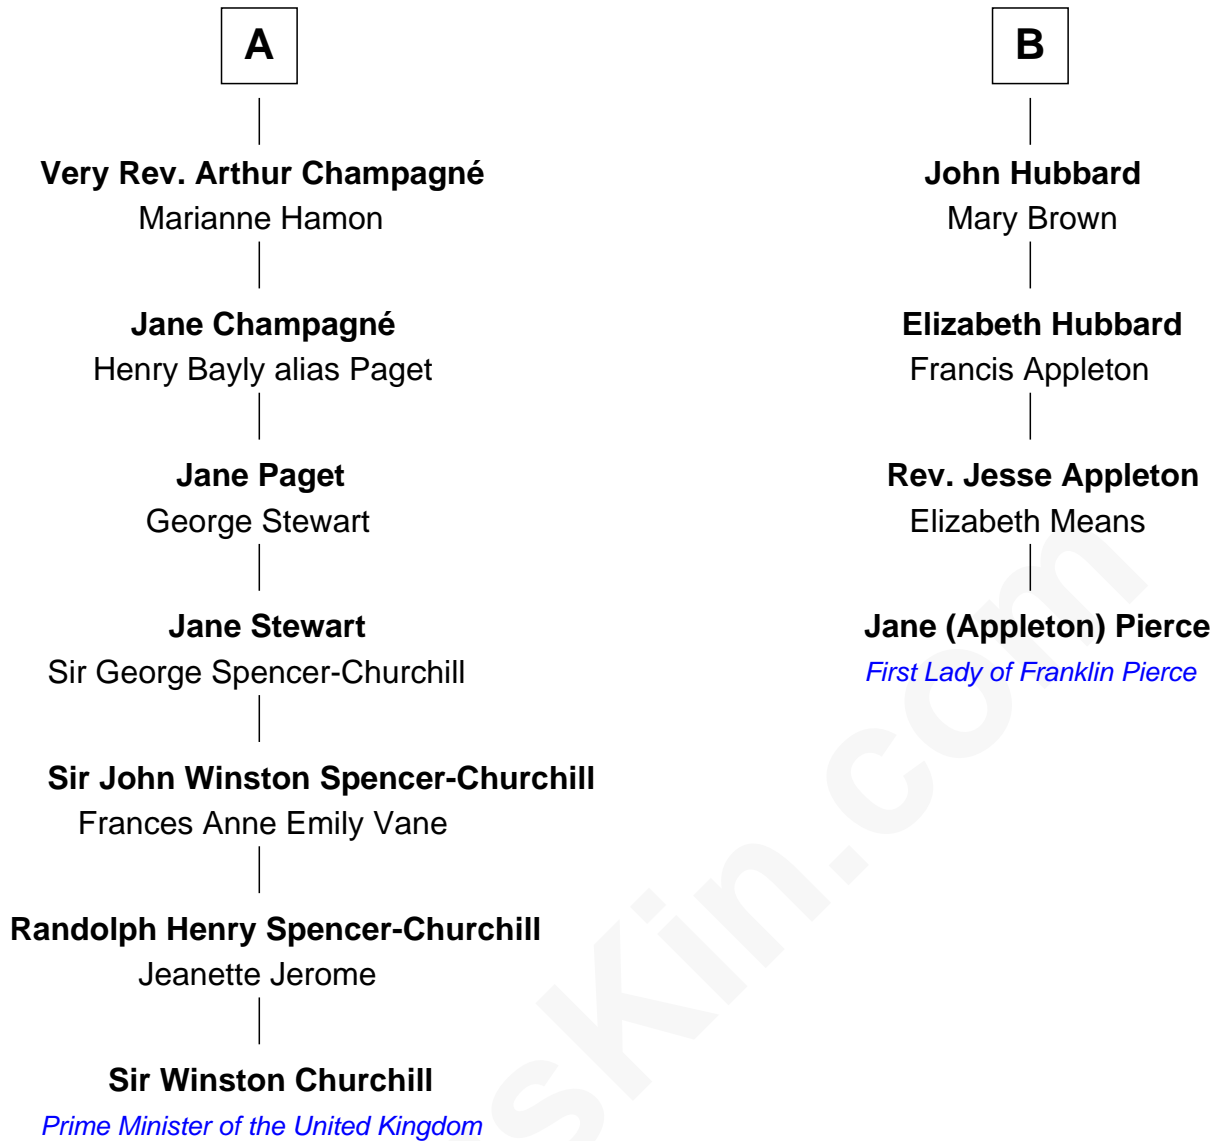 A
Very Rev. Arthur Champagné
Marianne Hamon
Jane Champagné
Henry Bayly alias Paget
Jane Paget
George Stewart
Jane Stewart
Sir George Spencer-Churchill
Sir John Winston Spencer-Churchill
Frances Anne Emily Vane
Randolph Henry Spencer-Churchill
Jeanette Jerome
Sir Winston Churchill
Prime Minister of the United Kingdom
B
John Hubbard
Mary Brown
Elizabeth Hubbard
Francis Appleton
Rev. Jesse Appleton
Elizabeth Means
Jane (Appleton) Pierce
First Lady of Franklin Pierce
sKin.com